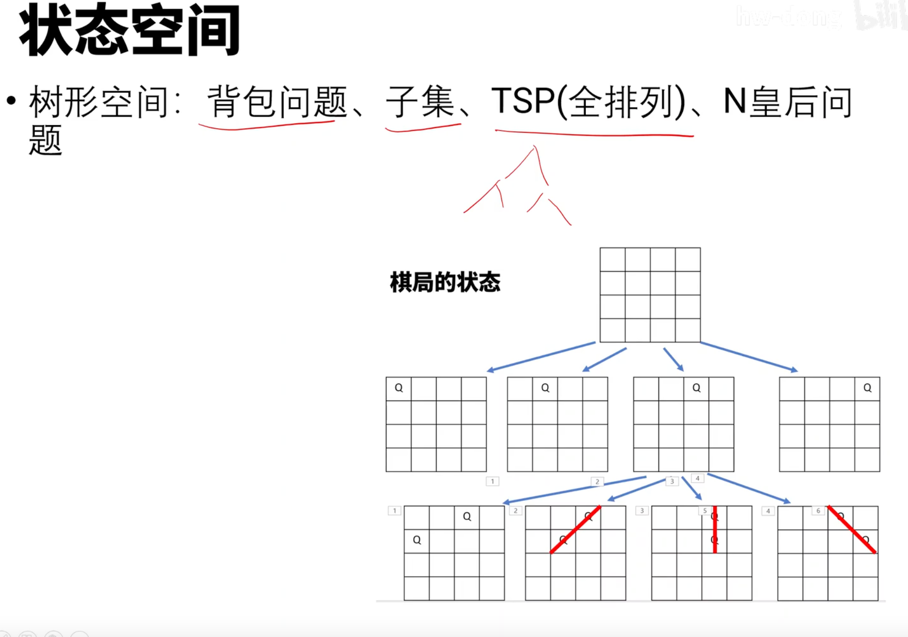 状态空间
• 树形空间：背包问题、子集、TSP(全排列)、N皇后问
题
棋局的状态
Q Q Q Q
1 2 3 4
1 2 3 5 4 6
Q Q Q Q
Q Q Q Q